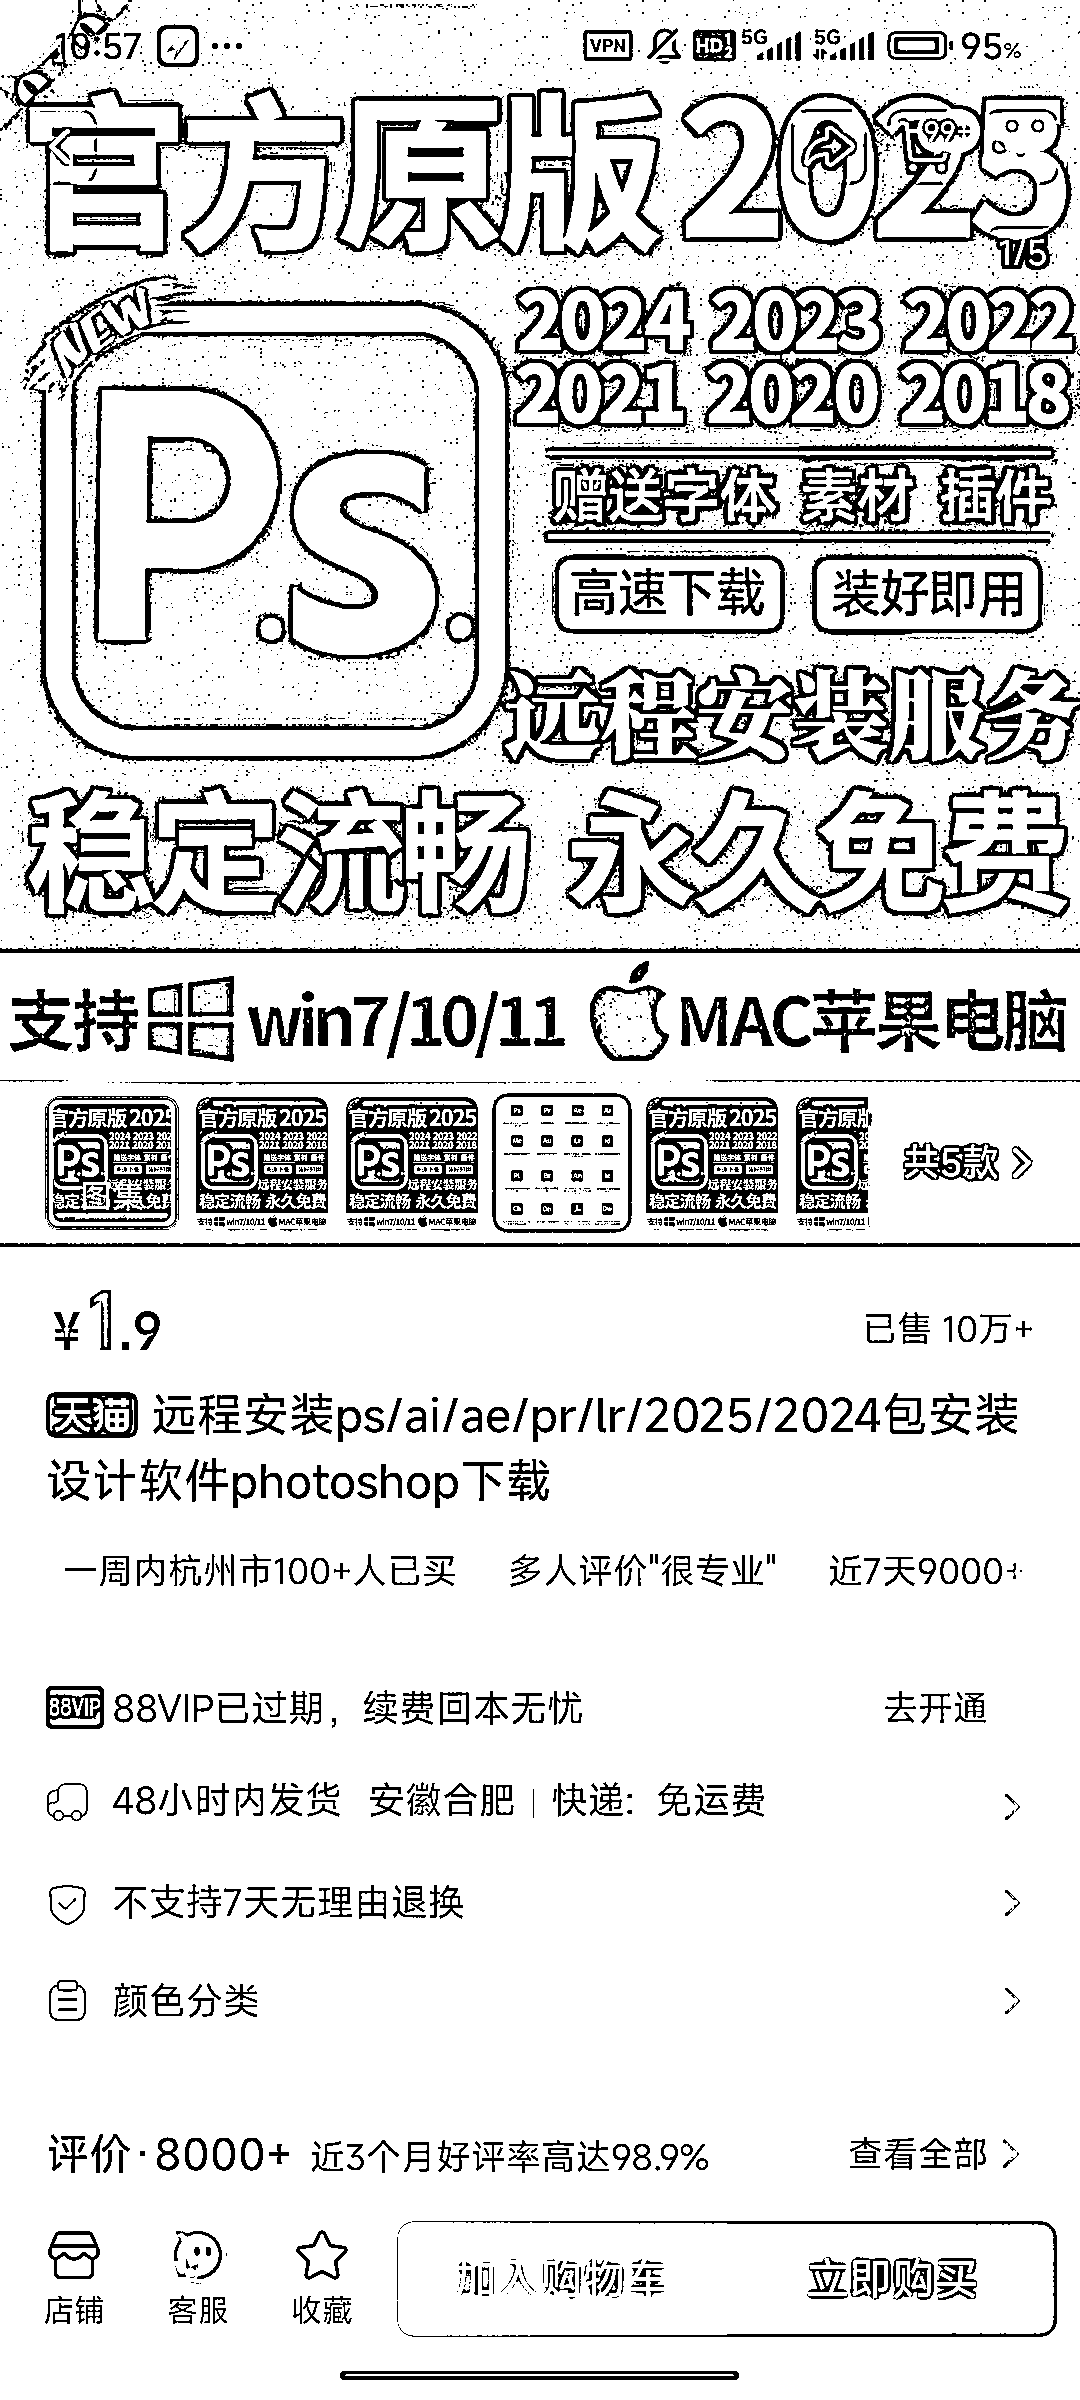 10:57 VPN HD 5G 5G 95%
官方原版 2025
99+
1/5
NEW
Ps.
2024 2023 2022
2021 2020 2018
赠送字体 素材 插件
高速下载 装好即用
远程安装服务
稳定流畅 永久免费
支持 win7/10/11 MAC苹果电脑
图集
共5款
¥1.9 已售 10万+
天猫 远程安装ps/ai/ae/pr/lr/2025/2024包安装
设计软件photoshop下载
一周内杭州市100+人已买 多人评价"很专业" 近7天9000+
88VIP 88VIP已过期，续费回本无忧 去开通
48小时内发货 安徽合肥 | 快递: 免运费
不支持7天无理由退换
颜色分类
评价·8000+ 近3个月好评率高达98.9% 查看全部
店铺 客服 收藏 加入购物车 立即购买